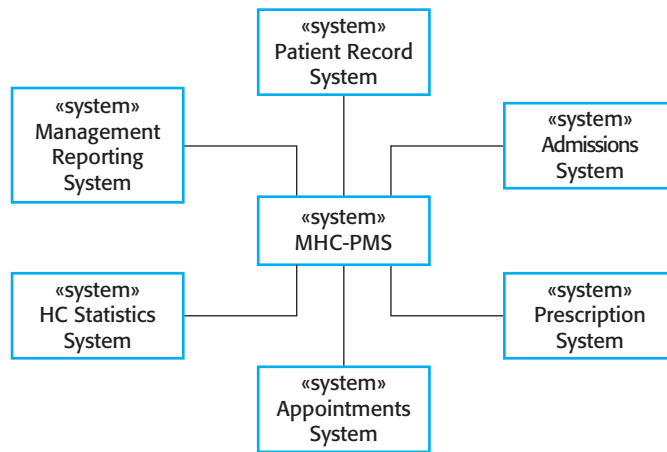 «system»
Patient Record
System
«system»
Management
Reporting
System
«system»
Admissions
System
«system»
MHC-PMS
«system»
HC Statistics
System
«system»
Prescription
System
«system»
Appointments
System